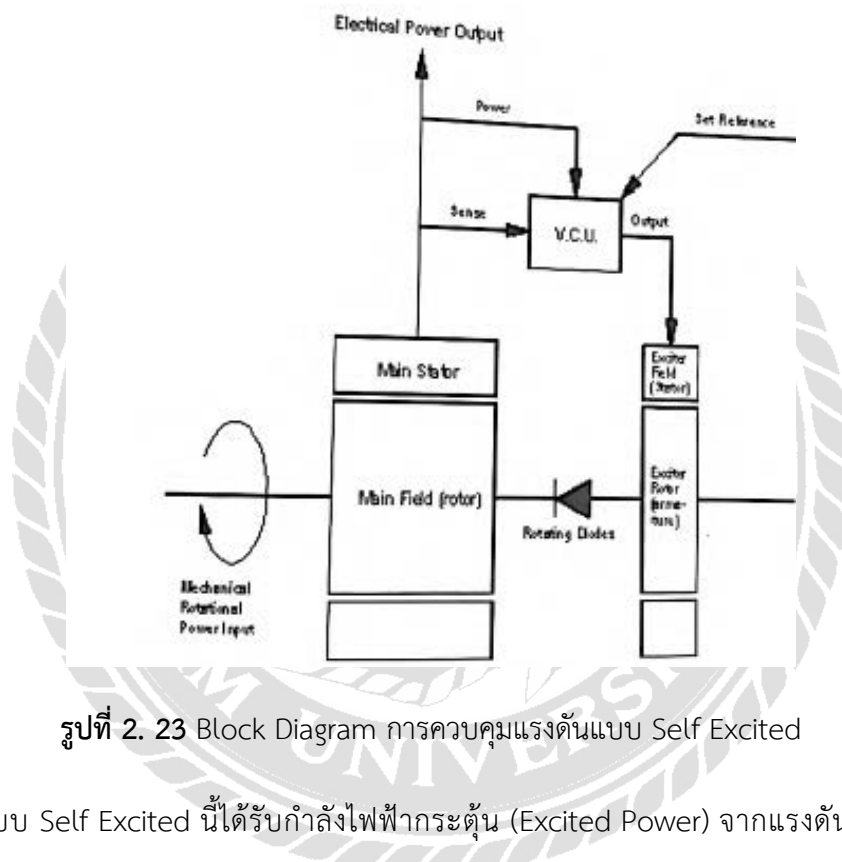 Electrical Power Output
Power
Set Reference
Sense
V.C.U.
Output
Main Stator
Exciter
Field
(Stator)
Main Field (rotor)
Exciter
Rotor
(arma-
ture)
Rotating Diodes
Mechanical
Rotational
Power Input
UNIVERSI
รูปที่ 2. 23 Block Diagram การควบคุมแรงดันแบบ Self Excited
Self Excited นี้ได้รับกำลังไฟฟ้ากระตุ้น (Excited Power) จากแรงดัน